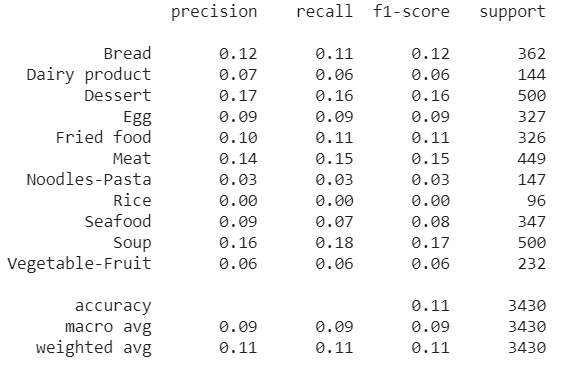 precision recall f1-score support
Bread 0.12 0.11 0.12 362
Dairy product 0.07 0.06 0.06 144
Dessert 0.17 0.16 0.16 500
Egg 0.09 0.09 0.09 327
Fried food 0.10 0.11 0.11 326
Meat 0.14 0.15 0.15 449
Noodles-Pasta 0.03 0.03 0.03 147
Rice 0.00 0.00 0.00 96
Seafood 0.09 0.07 0.08 347
Soup 0.16 0.18 0.17 500
Vegetable-Fruit 0.06 0.06 0.06 232
accuracy 0.11 3430
macro avg 0.09 0.09 0.09 3430
weighted avg 0.11 0.11 0.11 3430